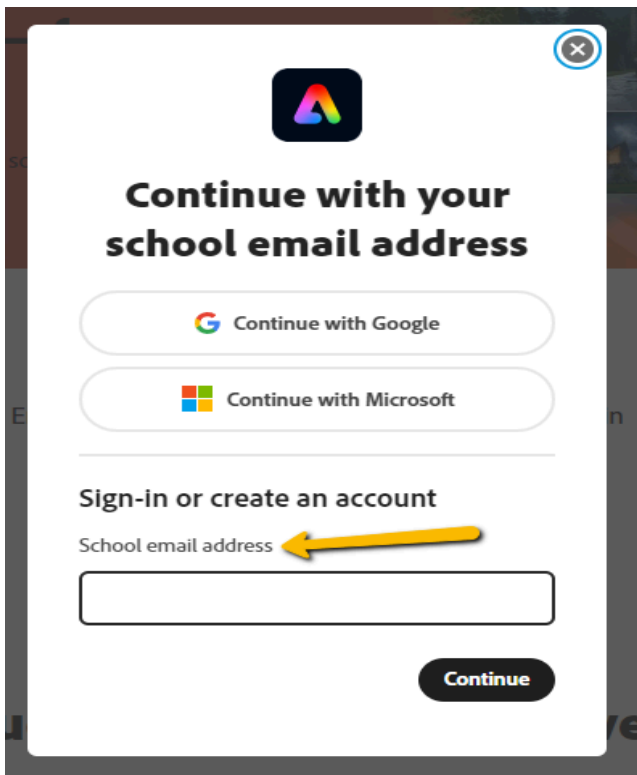 Continue with your
school email address
Continue with Google
Continue with Microsoft
Sign-in or create an account
School email address
Continue